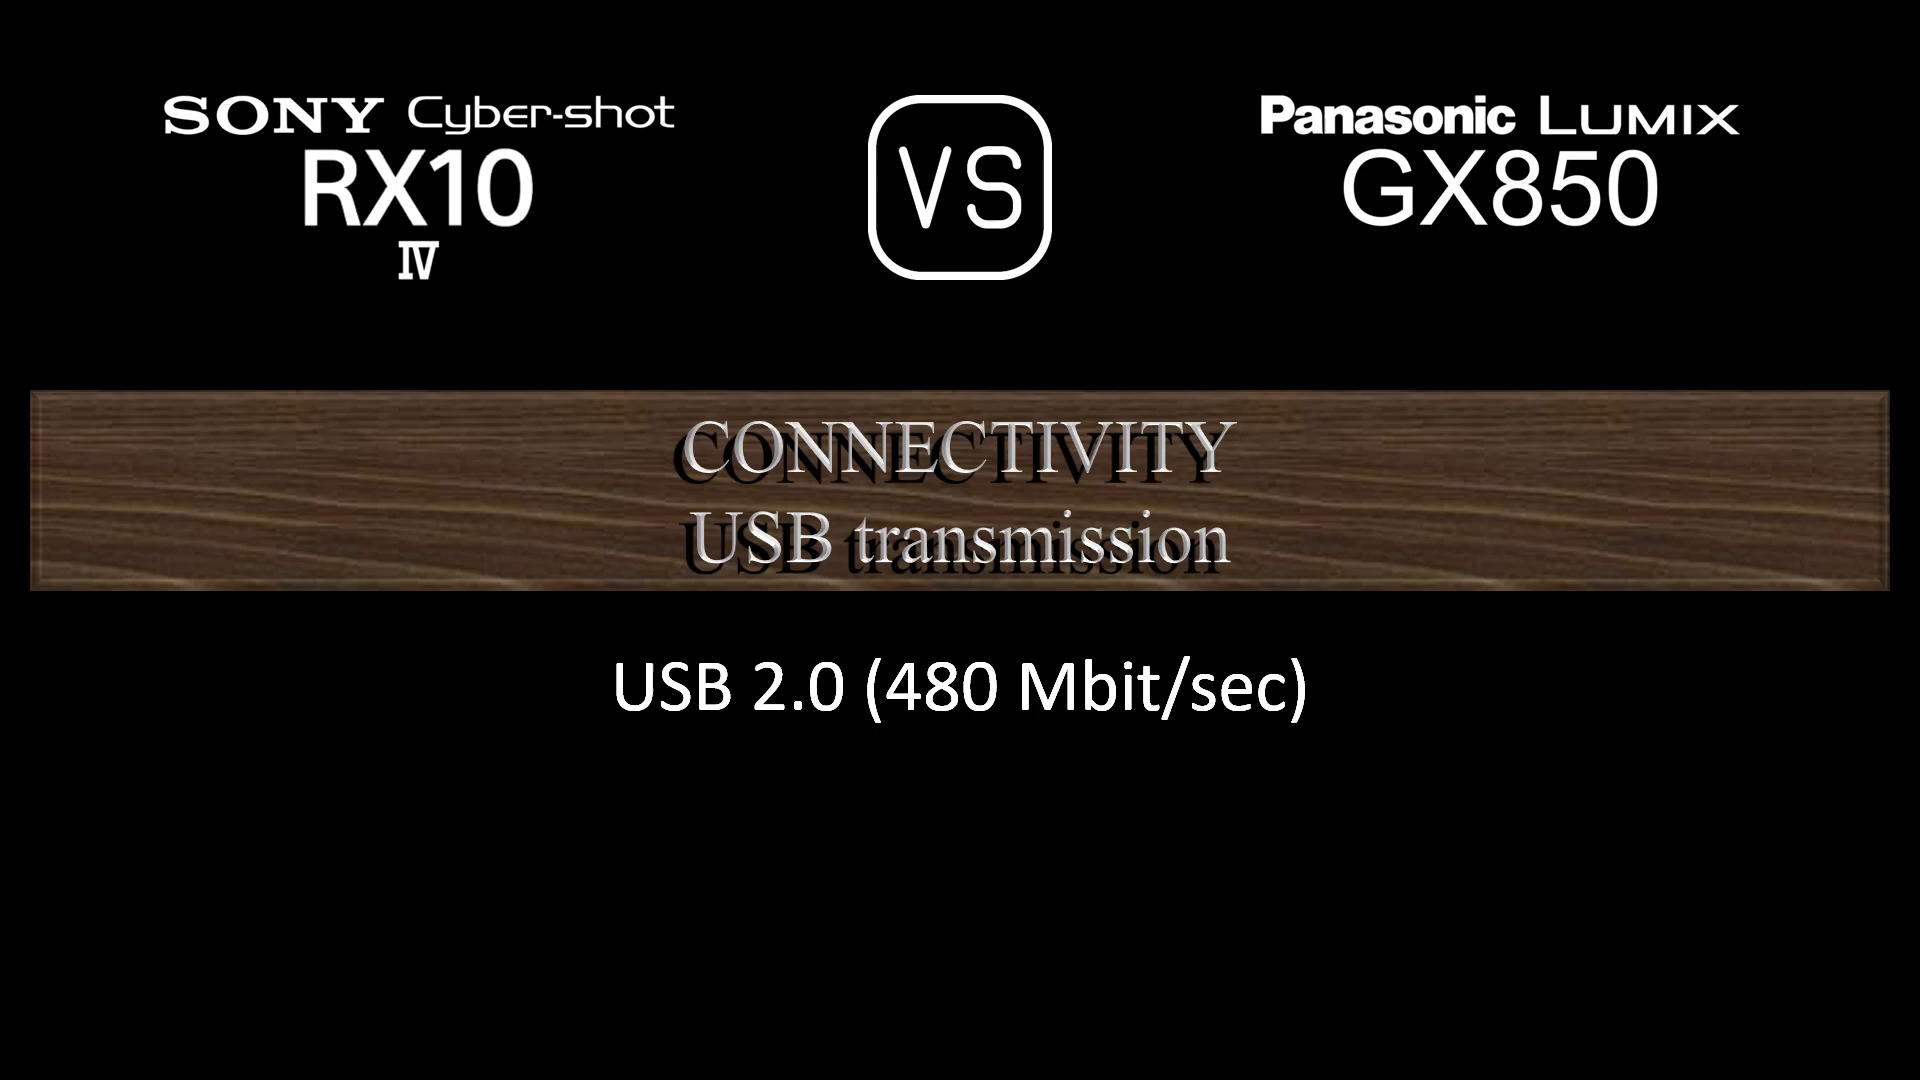 SONY Cyber-shot
RX10
IV
VS
Panasonic LUMIX
GX850
CONNECTIVITY
USB transmission
USB 2.0 (480 Mbit/sec)